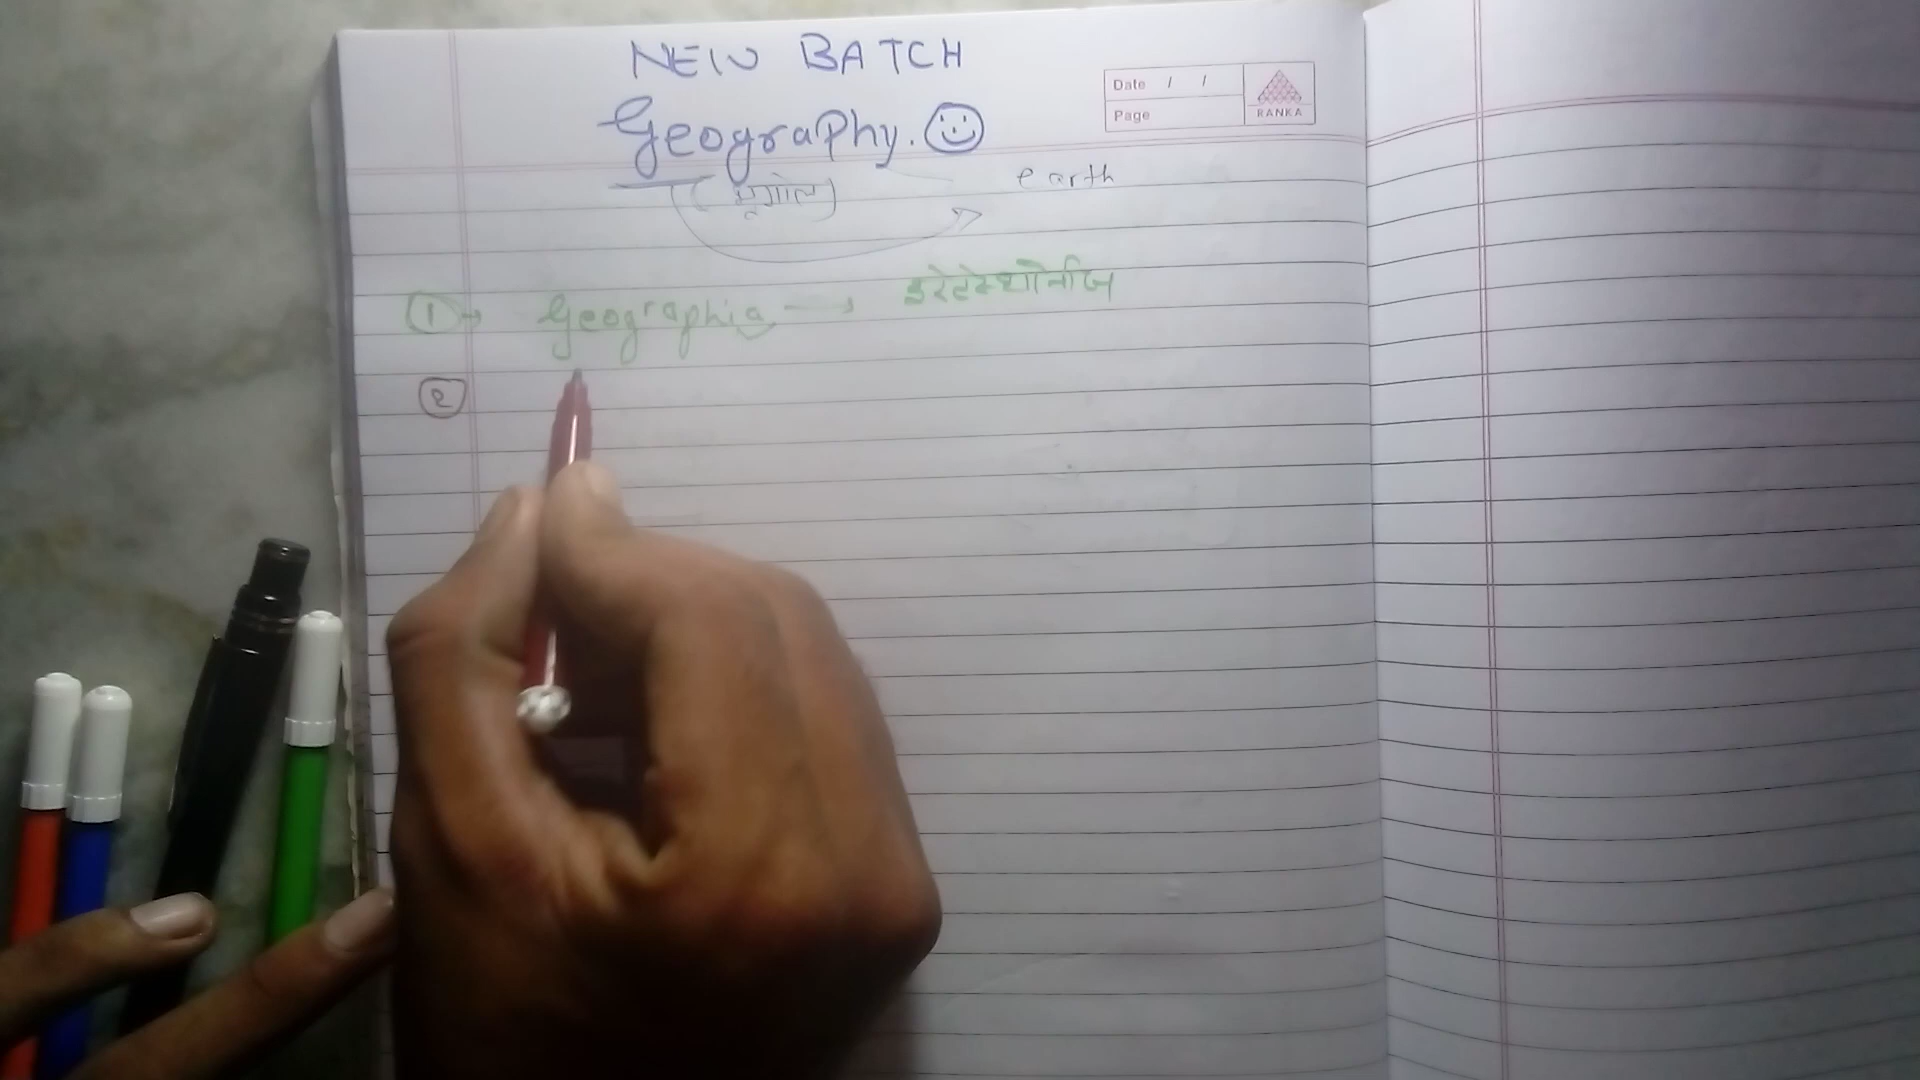 NEW BATCH
Geography.
(भूगोल)
earth
Date / /
Page
RANKA
① → Geographia → इरेटेस्थोनीज
②